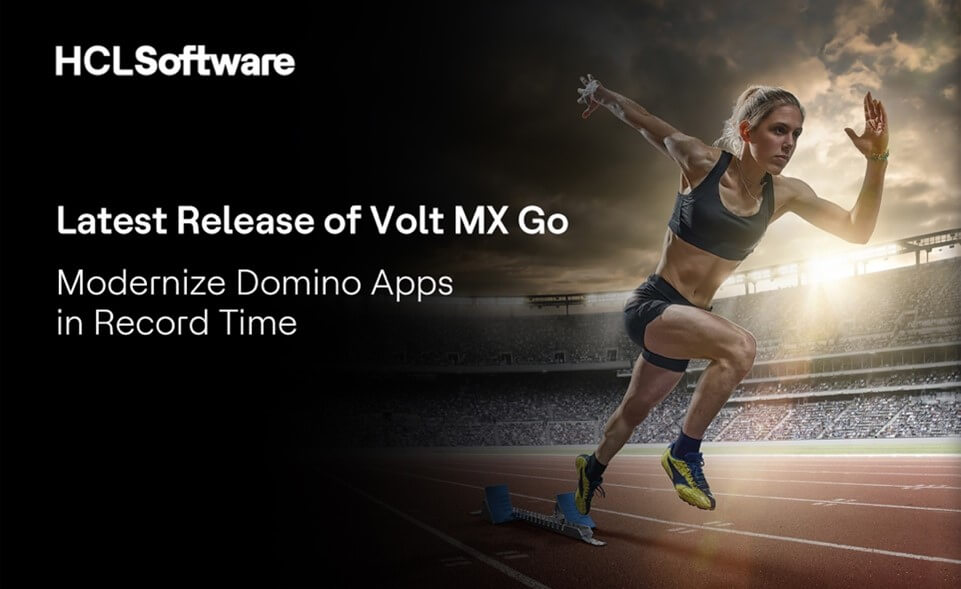 HCLSoftware
Latest Release of Volt MX Go
Modernize Domino Apps
in Record Time